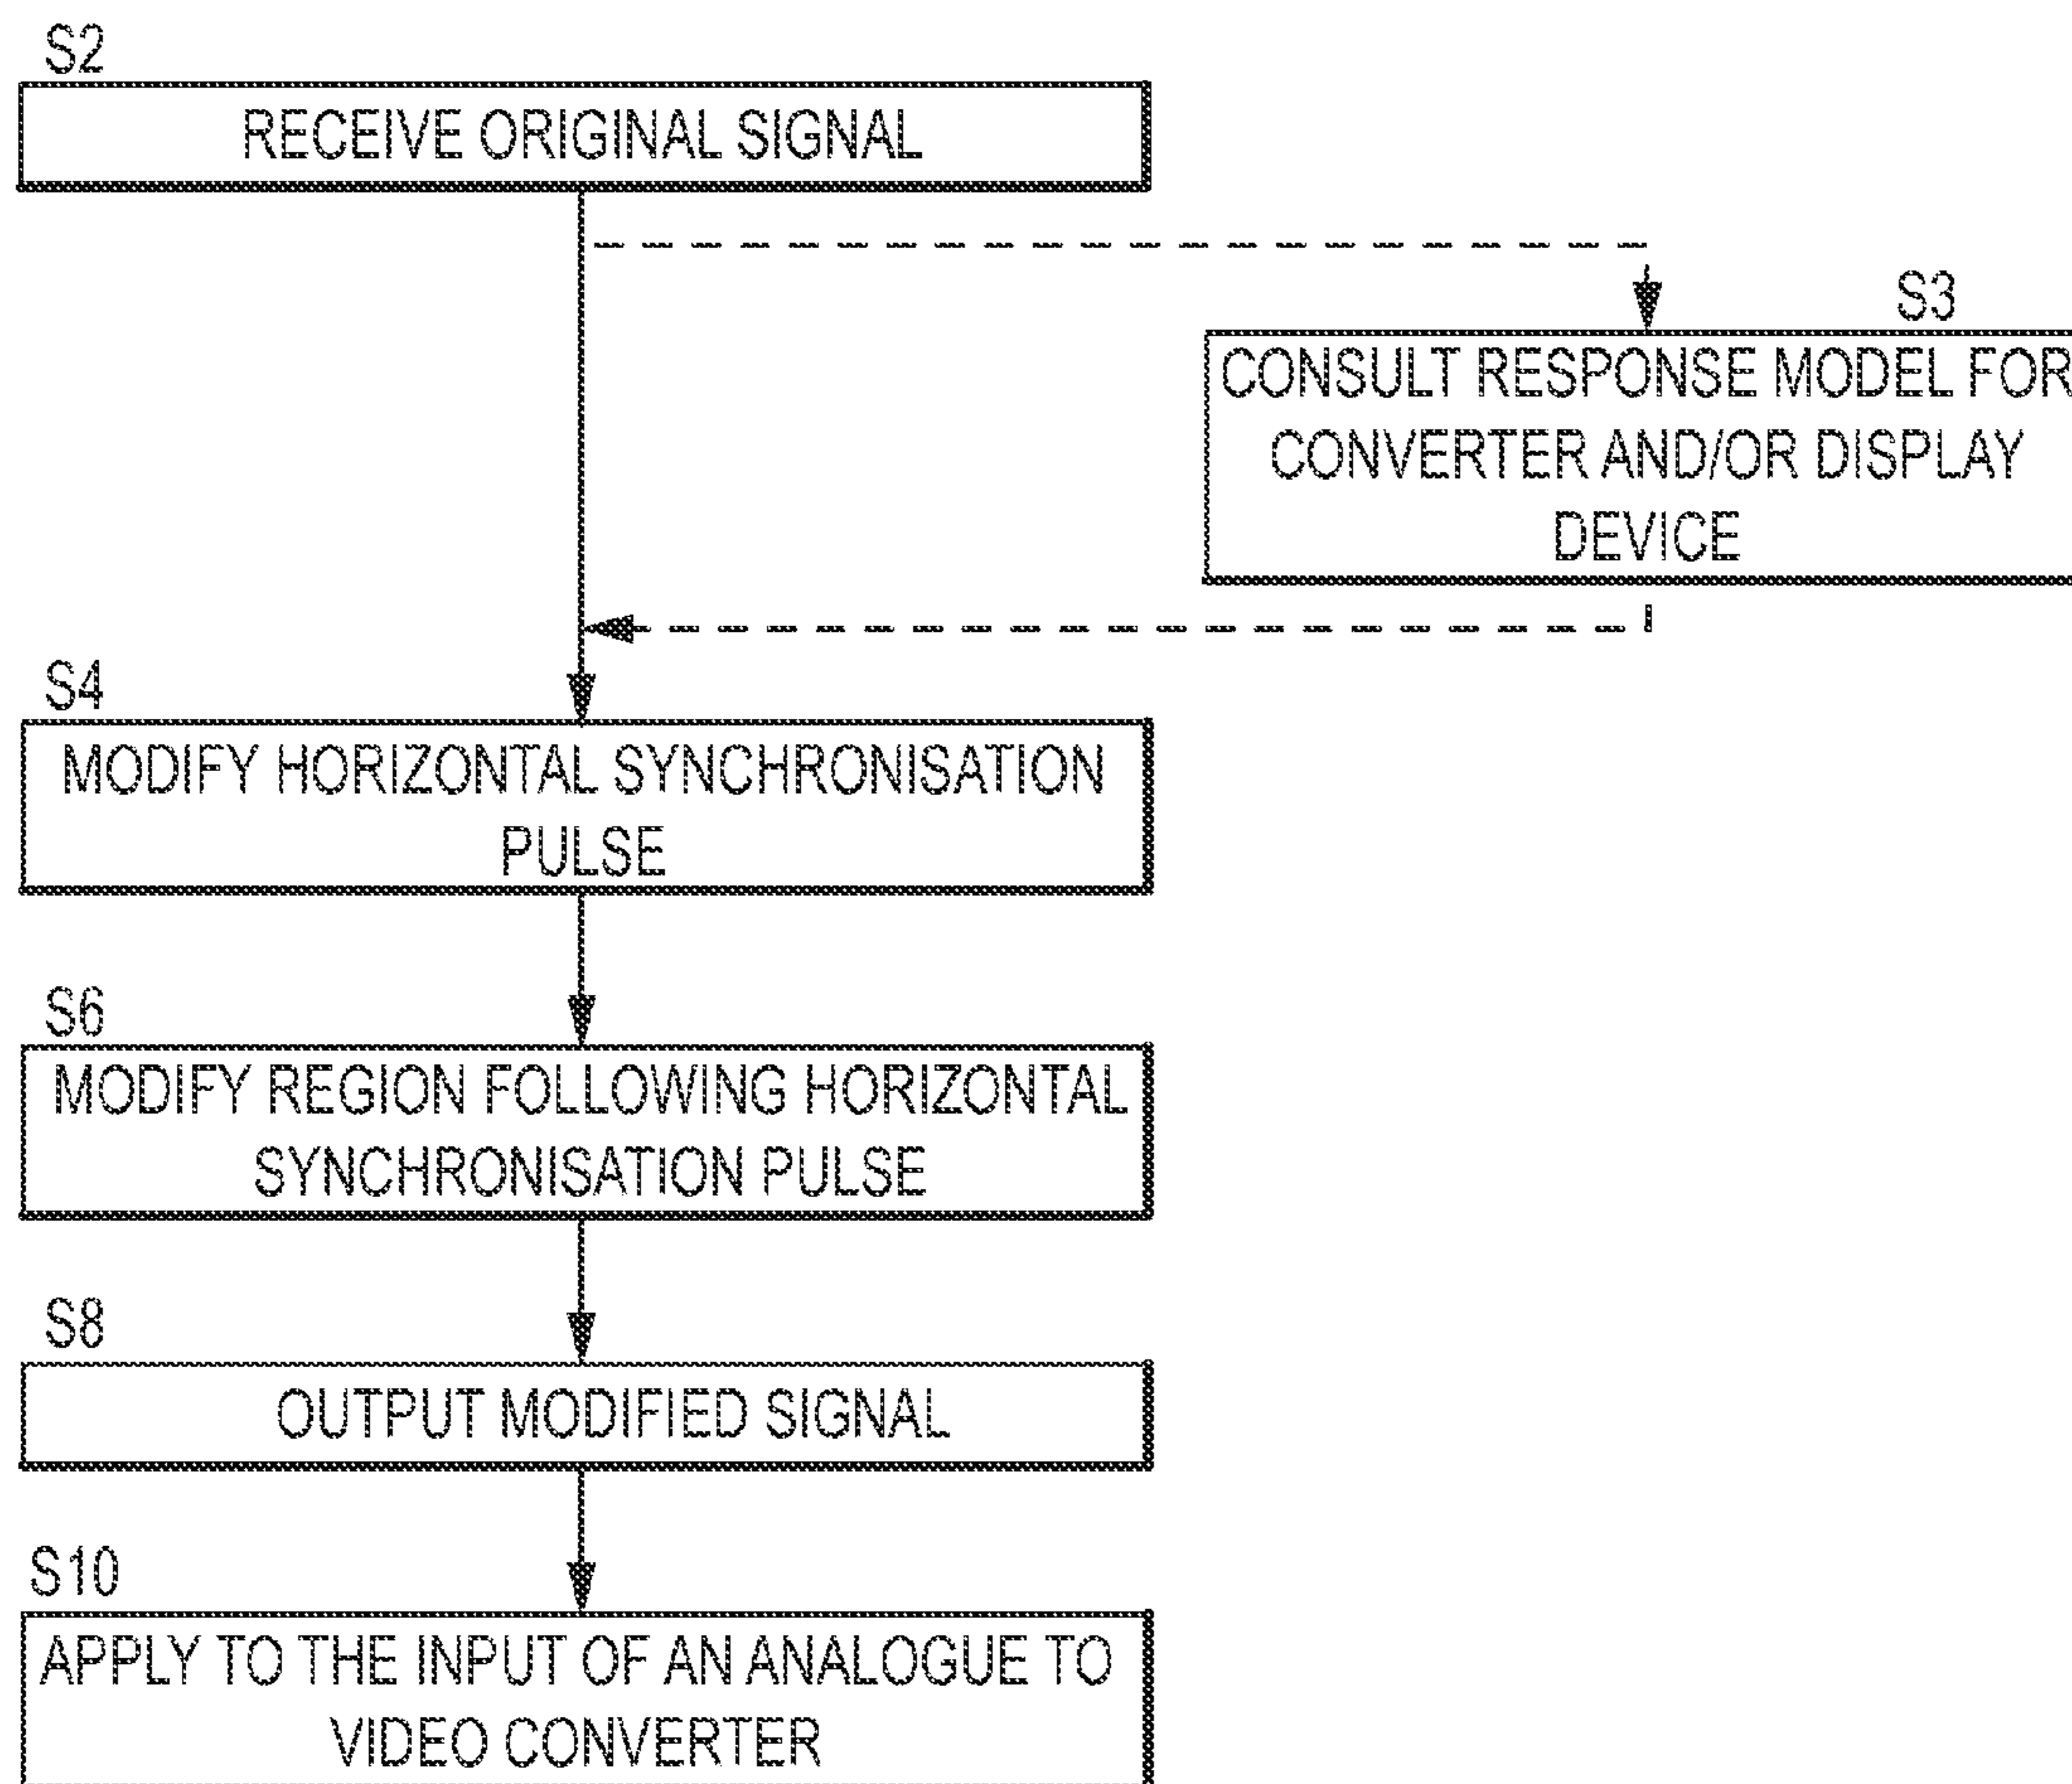 S2
RECEIVE ORIGINAL SIGNAL
S3
CONSULT RESPONSE MODEL FOR
CONVERTER AND/OR DISPLAY
DEVICE
S4
MODIFY HORIZONTAL SYNCHRONISATION
PULSE
S6
MODIFY REGION FOLLOWING HORIZONTAL
SYNCHRONISATION PULSE
S8
OUTPUT MODIFIED SIGNAL
S10
APPLY TO THE INPUT OF AN ANALOGUE TO
VIDEO CONVERTER